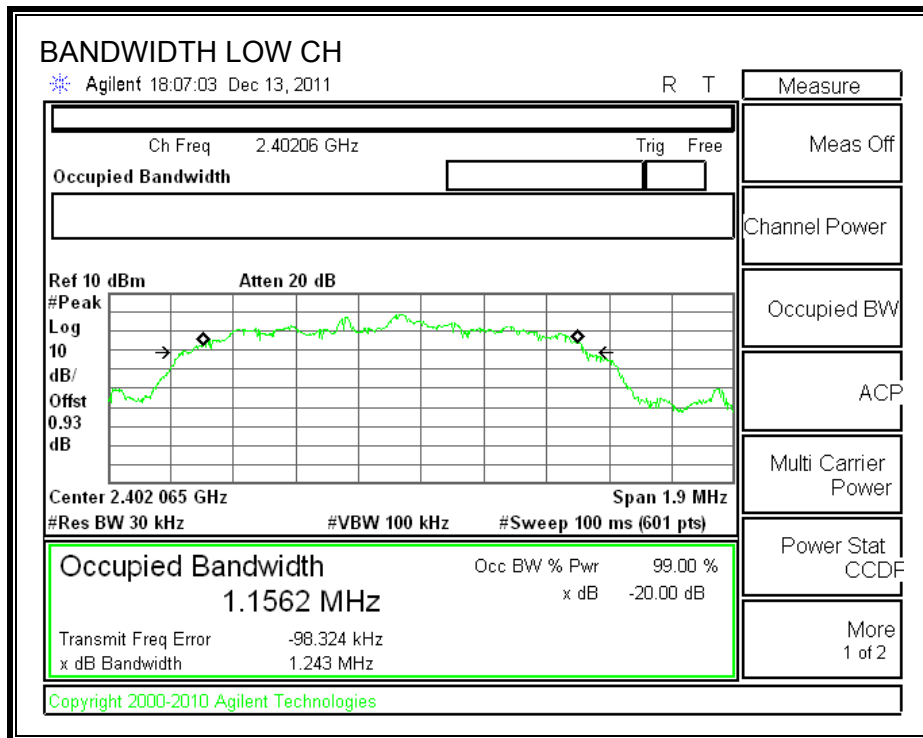 BANDWIDTH LOW CH
Agilent 18:07:03 Dec 13, 2011 R T
Measure
Ch Freq 2.40206 GHz Trig Free
Meas Off
Occupied Bandwidth
Channel Power
Ref 10 dBm Atten 20 dB
#Peak
Log
10
dB/
Offst
0.93
dB
Occupied BW
ACP
Multi Carrier
Power
Center 2.402 065 GHz Span 1.9 MHz
#Res BW 30 kHz #VBW 100 kHz #Sweep 100 ms (601 pts)
Power Stat
CCDF
Occupied Bandwidth Occ BW % Pwr 99.00 %
1.1562 MHz x dB -20.00 dB
Transmit Freq Error -98.324 kHz
x dB Bandwidth 1.243 MHz
More
1 of 2
Copyright 2000-2010 Agilent Technologies